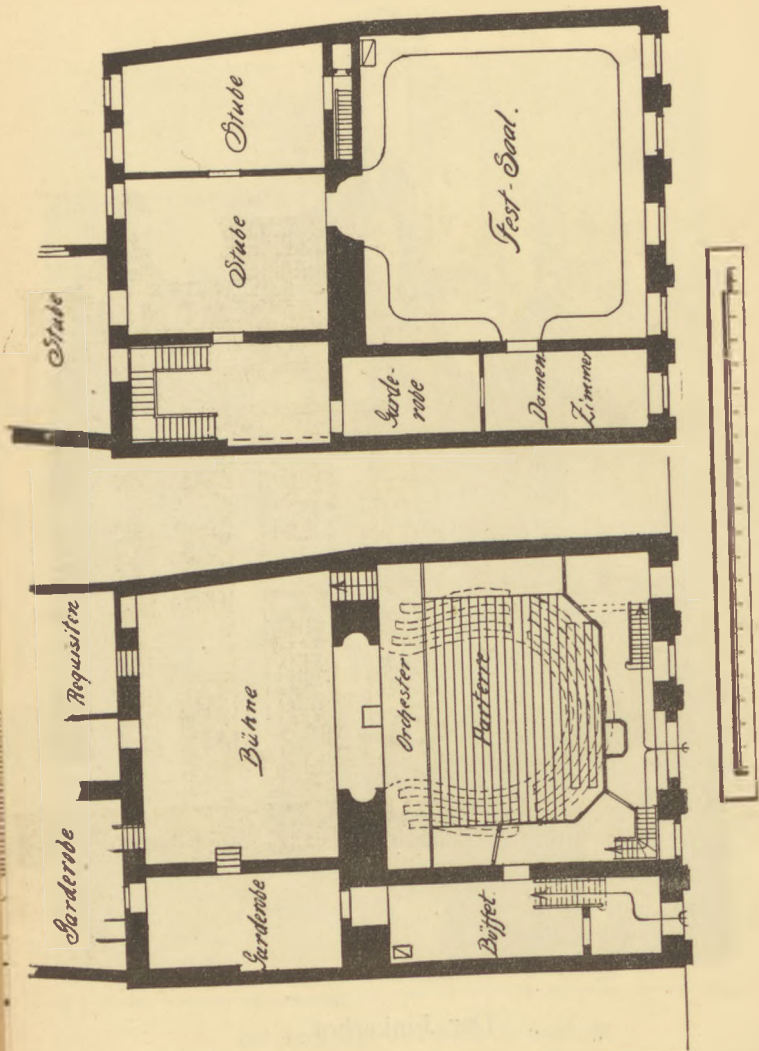 Stube
Stube
Fest-Saal.
Stube
Garde-
robe
Damen
Zimmer
Requisiten
Bühne
Orchester
Parterre
Garderobe
Garderobe
Büffet